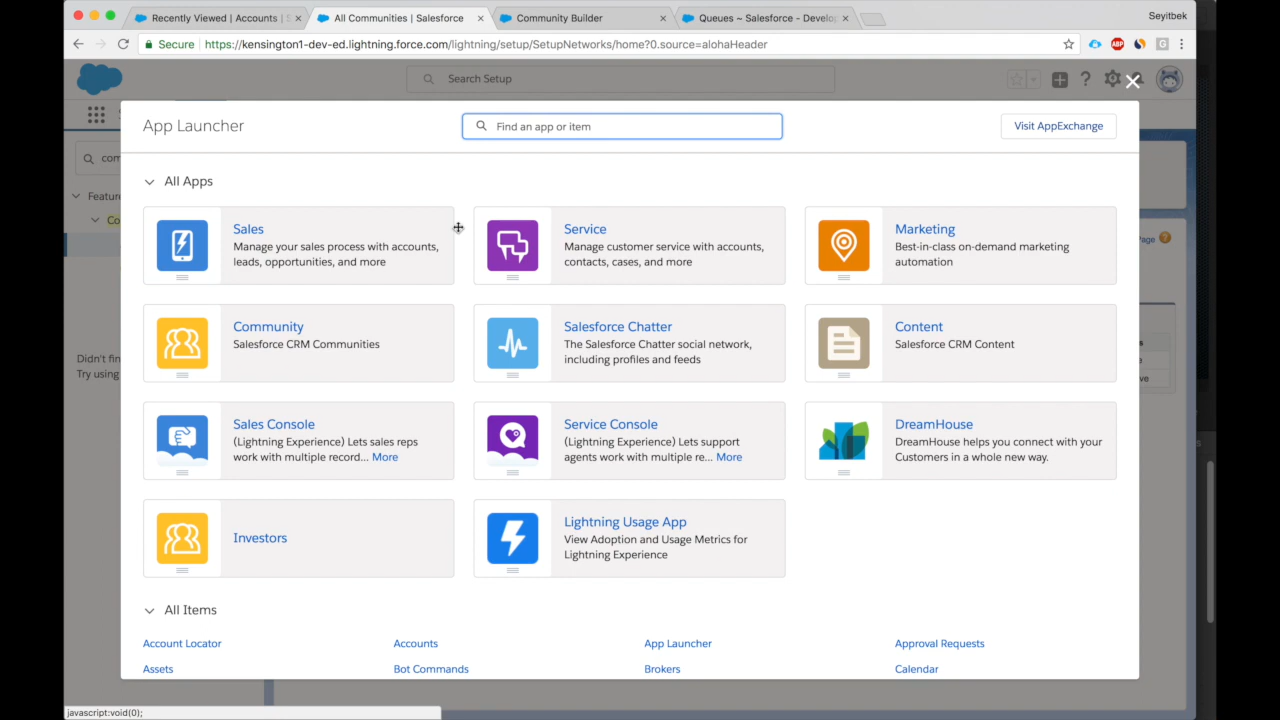 Recently Viewed | Accounts | S
All Communities | Salesforce
Community Builder
Queues ~ Salesforce - Develop
Seyitbek
Secure
https://kensington1-dev-ed.lightning.force.com/lightning/setup/SetupNetworks/home?0.source=alohaHeader
ABP
G
Search Setup
App Launcher
Find an app or item
Visit AppExchange
com
Feature
Co
All Apps
Sales
Manage your sales process with accounts,
leads, opportunities, and more
Service
Manage customer service with accounts,
contacts, cases, and more
Marketing
Best-in-class on-demand marketing
automation
age
Community
Salesforce CRM Communities
Salesforce Chatter
The Salesforce Chatter social network,
including profiles and feeds
Content
Salesforce CRM Content
Didn't fin
Try using
Sales Console
(Lightning Experience) Lets sales reps
work with multiple record... More
Service Console
(Lightning Experience) Lets support
agents work with multiple re... More
DreamHouse
DreamHouse helps you connect with your
Customers in a whole new way.
Investors
Lightning Usage App
View Adoption and Usage Metrics for
Lightning Experience
All Items
Account Locator
Accounts
App Launcher
Approval Requests
Assets
Bot Commands
Brokers
Calendar
javascript:void(0);